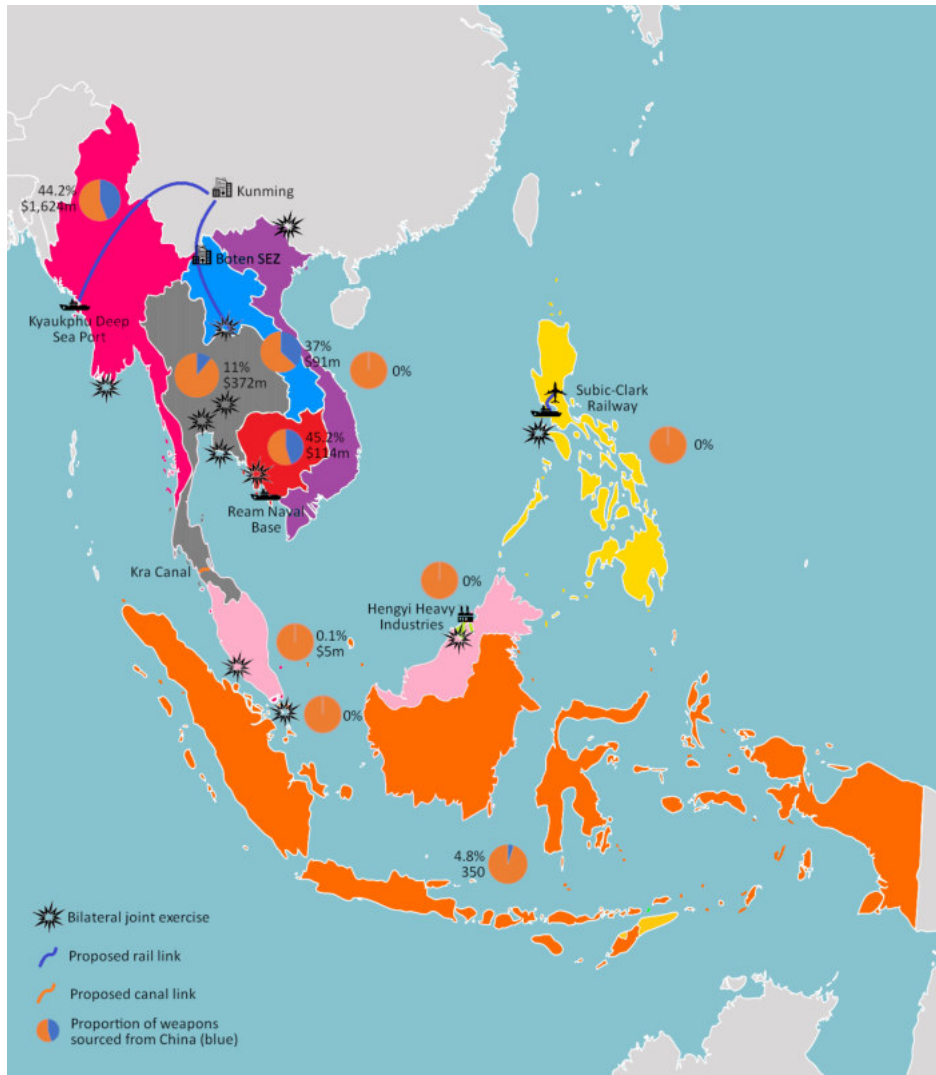 44.2%
$1,624m
Kunming
Boten SEZ
Kyaukphu Deep
Sea Port
37%
$91m
11%
$372m
0%
Subic-Clark
Railway
0%
45.2%
$114m
Ream Naval
Base
Kra Canal
0%
Hengyi Heavy
Industries
0.1%
$5m
0%
4.8%
350
Bilateral joint exercise
Proposed rail link
Proposed canal link
Proportion of weapons
sourced from China (blue)